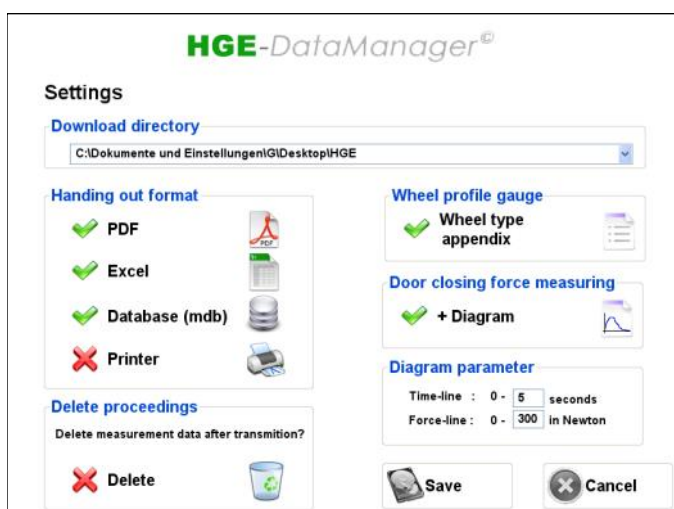 HGE-DataManager©
Settings
Download directory
C:\Dokumente und Einstellungen\G\Desktop\HGE
Handing out format
PDF
PDF
Excel
Database (mdb)
Printer
Delete proceedings
Delete measurement data after transmition?
Delete
Wheel profile gauge
Wheel type
appendix
Door closing force measuring
+ Diagram
Diagram parameter
Time-line : 0 - 5 seconds
Force-line : 0 - 300 in Newton
Save
Cancel